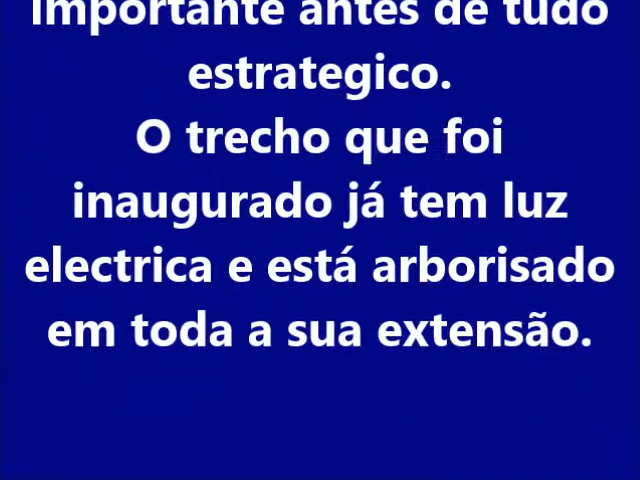 importante antes de tudo
estrategico.
O trecho que foi
inaugurado já tem luz
electrica e está arborisado
em toda a sua extensão.